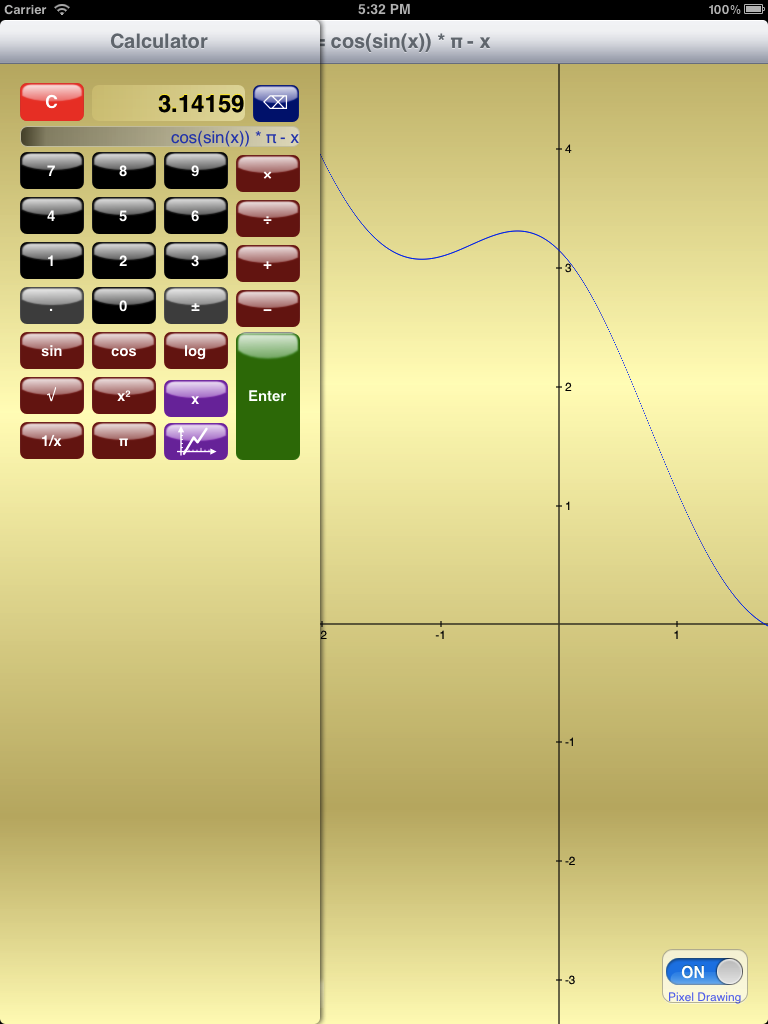 Carrier 5:32 PM 100%
Calculator = cos(sin(x)) * π - x
C 3.14159 ⌫
cos(sin(x)) * π - x
7 8 9 ×
4 5 6 ÷
1 2 3 +
. 0 ± −
sin cos log
√ x² x Enter
1/x π
4
3
2
1
2 -1 1
-1
-2
-3
ON
Pixel Drawing